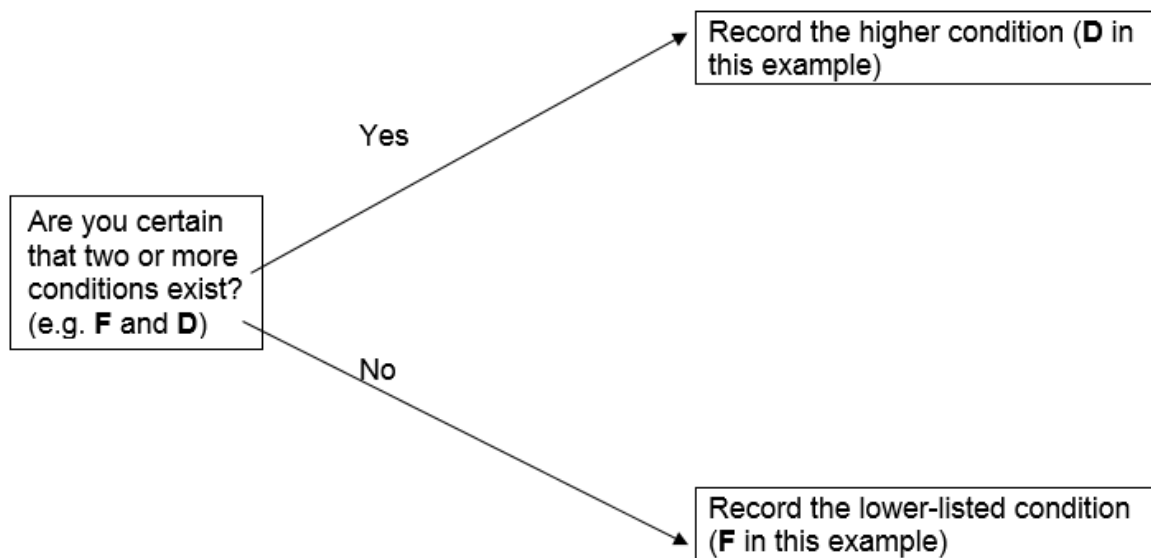 Record the higher condition (D in
this example)
Yes
Are you certain
that two or more
conditions exist?
(e.g. F and D)
No
Record the lower-listed condition
(F in this example)